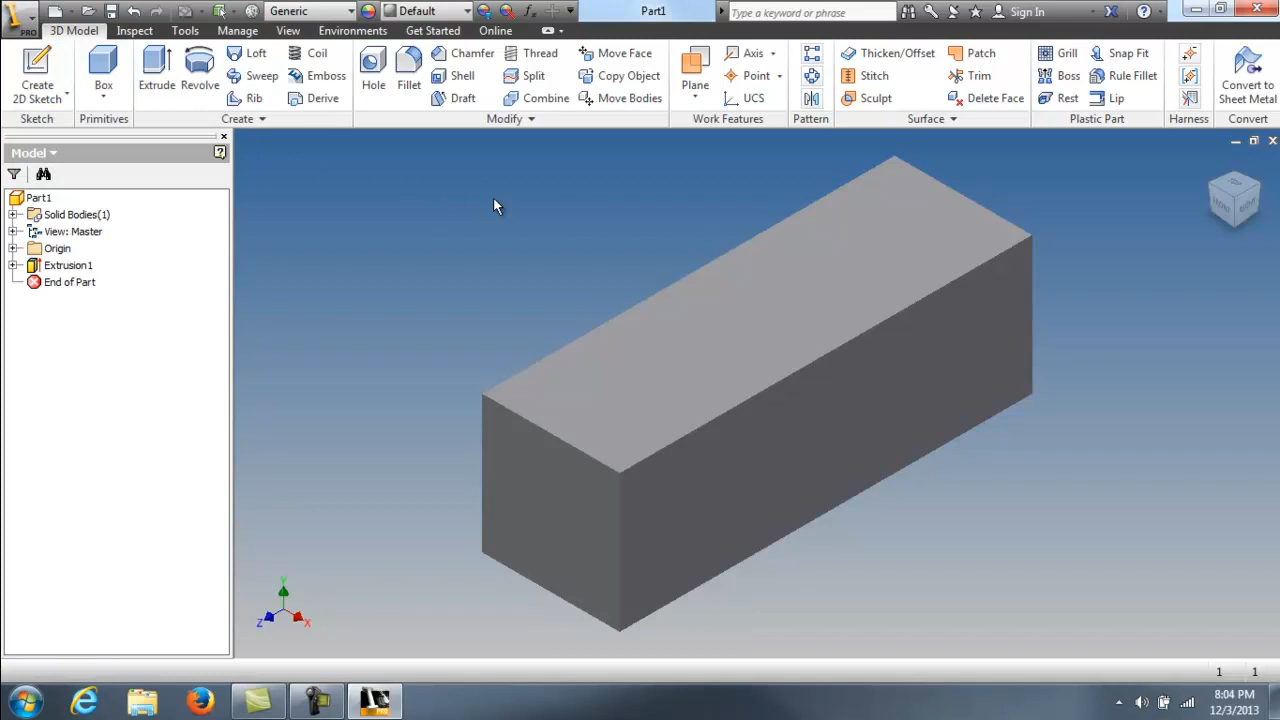 Generic
Default
Part1
Type a keyword or phrase
Sign In
PRO
3D Model
Inspect
Tools
Manage
View
Environments
Get Started
Online
Create
2D Sketch
Sketch
Box
Primitives
Extrude
Revolve
Loft
Sweep
Rib
Coil
Emboss
Derive
Create
Hole
Fillet
Chamfer
Shell
Draft
Thread
Split
Combine
Move Face
Copy Object
Move Bodies
Modify
Plane
Axis
Point
UCS
Work Features
Pattern
Thicken/Offset
Stitch
Sculpt
Patch
Trim
Delete Face
Surface
Grill
Boss
Rest
Snap Fit
Rule Fillet
Lip
Plastic Part
Harness
Convert to
Sheet Metal
Convert
Model
Part1
Solid Bodies(1)
View: Master
Origin
Extrusion1
End of Part
Y
Z
X
1 1
8:04 PM
12/3/2013